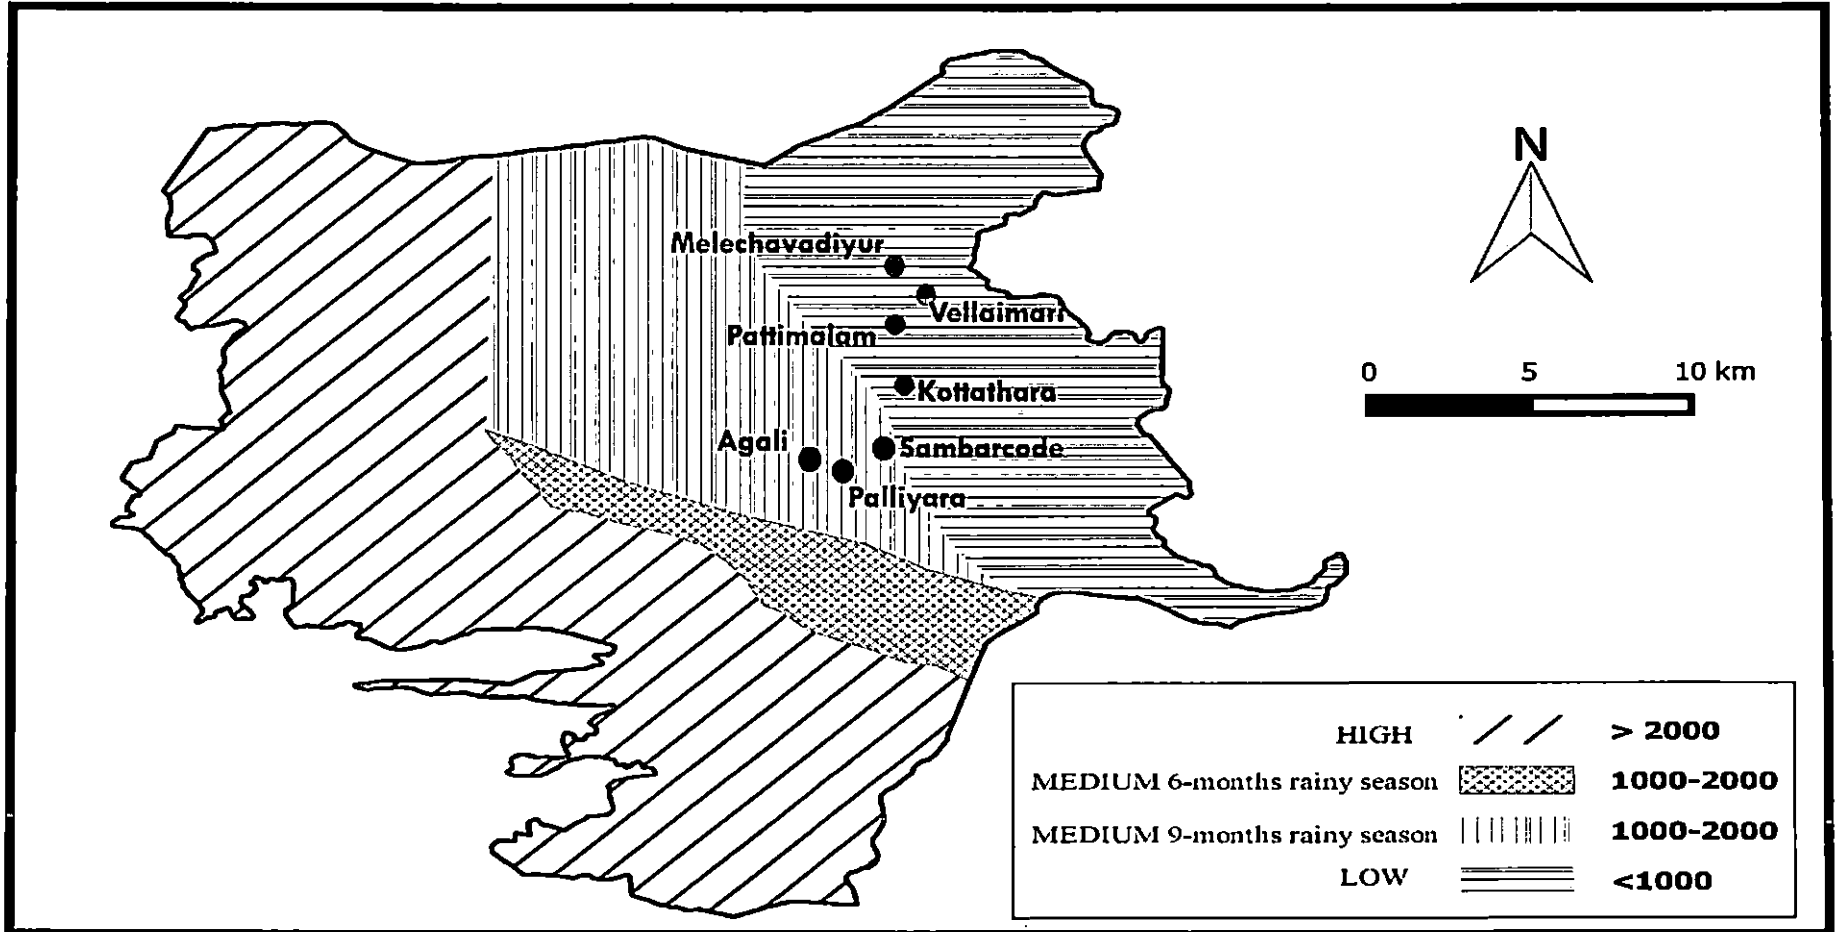 N
Melechavadiyur
Vellaimari
Pattimalam
0 5 10 km
Kottathara
Agali
Sambarcode
Palliyara
HIGH > 2000
MEDIUM 6-months rainy season 1000-2000
MEDIUM 9-months rainy season 1000-2000
LOW <1000